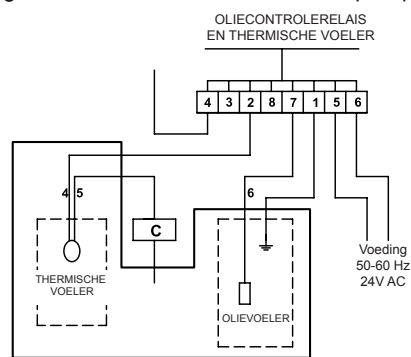 OLIECONTROLERELAIS
EN THERMISCHE VOELER
4 3 2 8 7 1 5 6
4 5
6
C
THERMISCHE
VOELER
OLIEVOELER
Voeding
50-60 Hz
24V AC